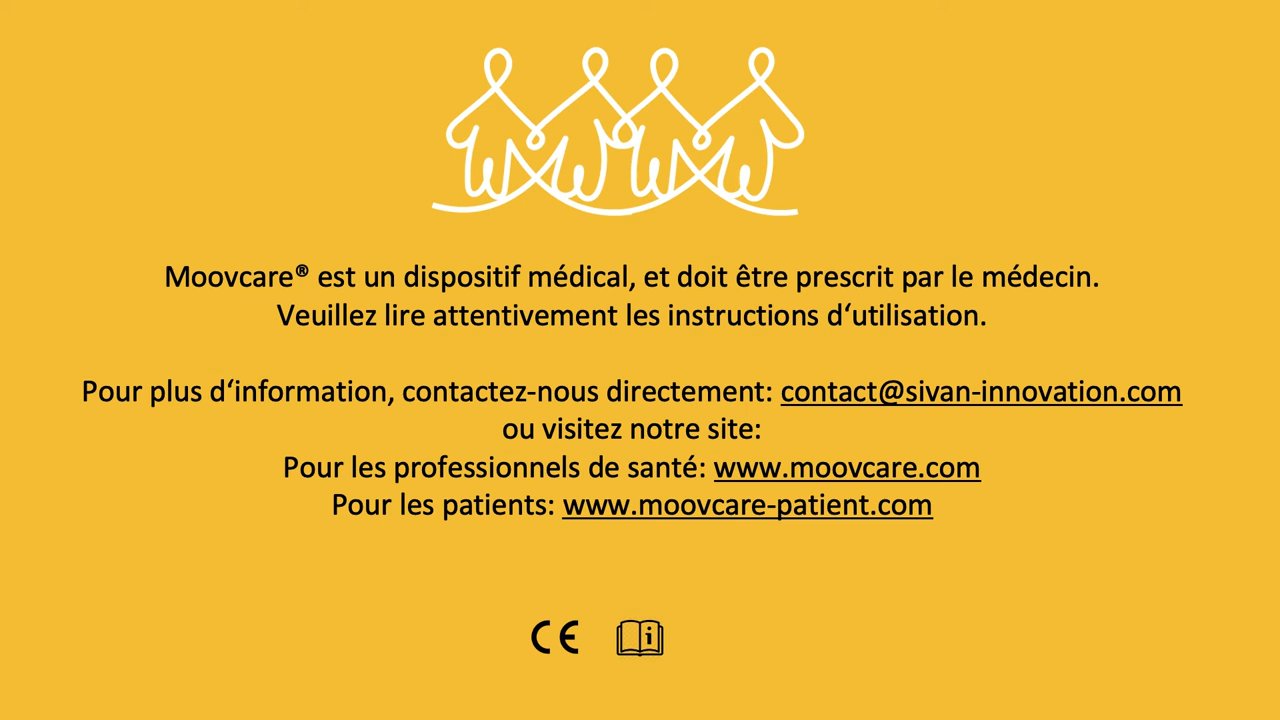 Moovcare® est un dispositif médical, et doit être prescrit par le médecin.
Veuillez lire attentivement les instructions d‘utilisation.
Pour plus d‘information, contactez-nous directement: contact@sivan-innovation.com
ou visitez notre site:
Pour les professionnels de santé: www.moovcare.com
Pour les patients: www.moovcare-patient.com
CE i